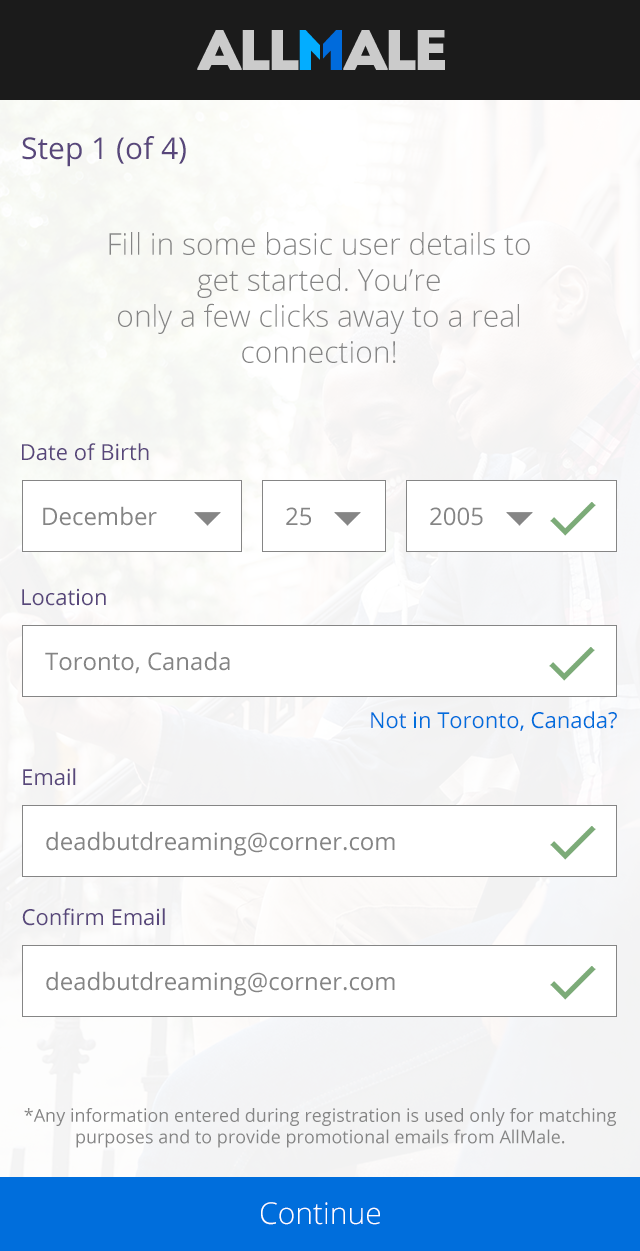 ALLMALE
Step 1 (of 4)
Fill in some basic user details to
get started. You’re
only a few clicks away to a real
connection!
Date of Birth
December 25 2005
Location
Toronto, Canada
Not in Toronto, Canada?
Email
deadbutdreaming@corner.com
Confirm Email
deadbutdreaming@corner.com
*Any information entered during registration is used only for matching
purposes and to provide promotional emails from AllMale.
Continue